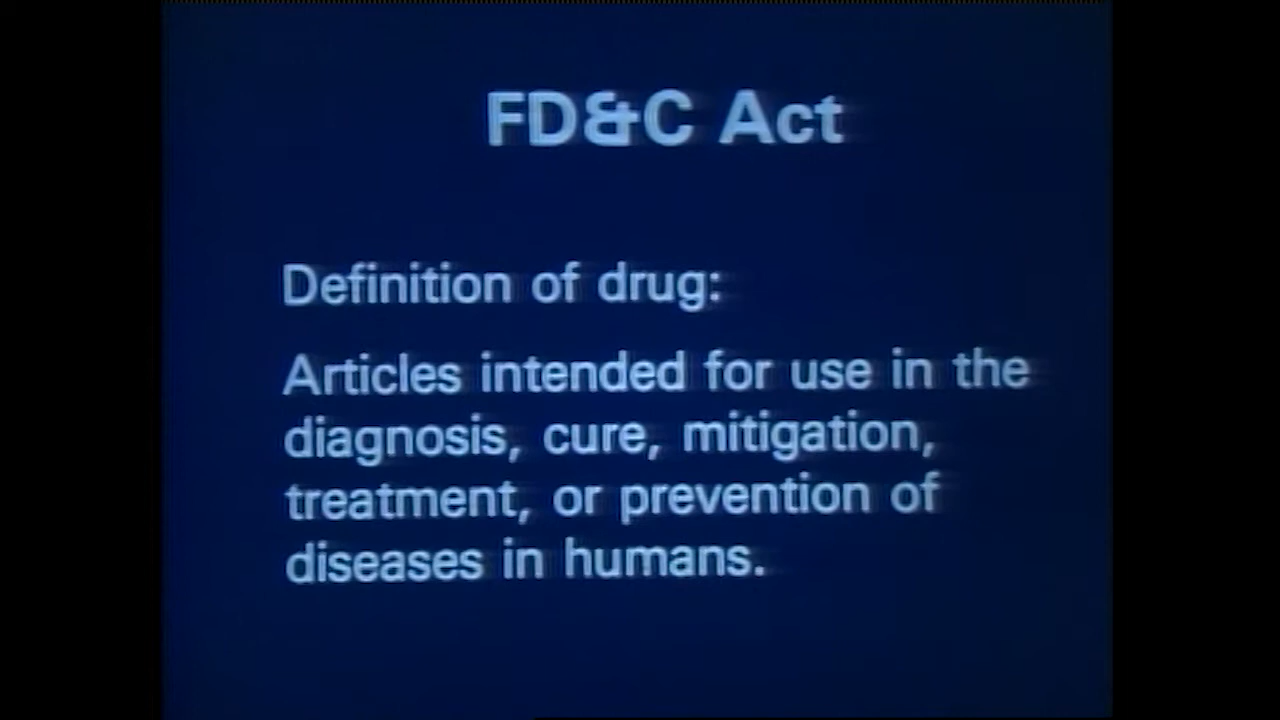 FD&C Act
Definition of drug:
Articles intended for use in the
diagnosis, cure, mitigation,
treatment, or prevention of
diseases in humans.